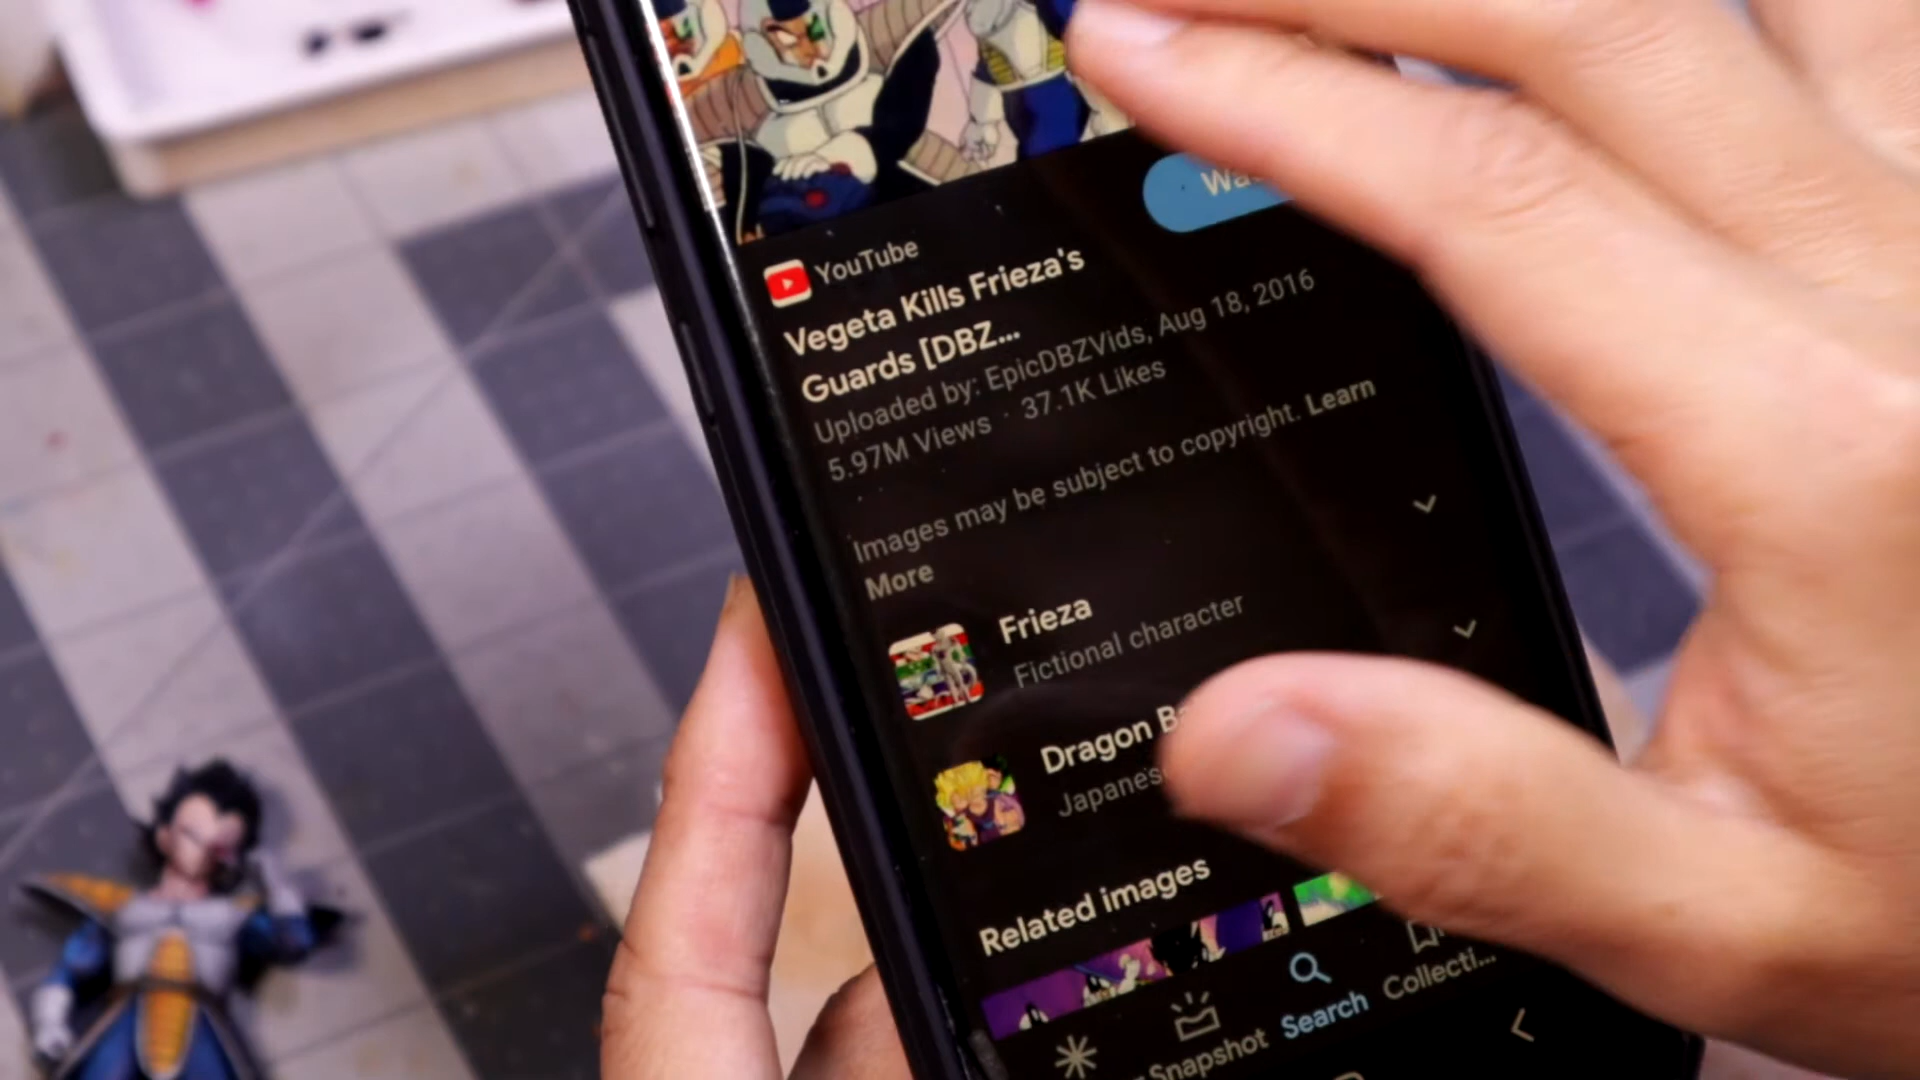 YouTube
Vegeta Kills Frieza's
Guards [DBZ...
Uploaded by: EpicDBZVids, Aug 18, 2016
5.97M Views · 37.1K Likes
Images may be subject to copyright. Learn
More
Frieza
Fictional character
Dragon
Related images
Snapshot
Search
Collecti...